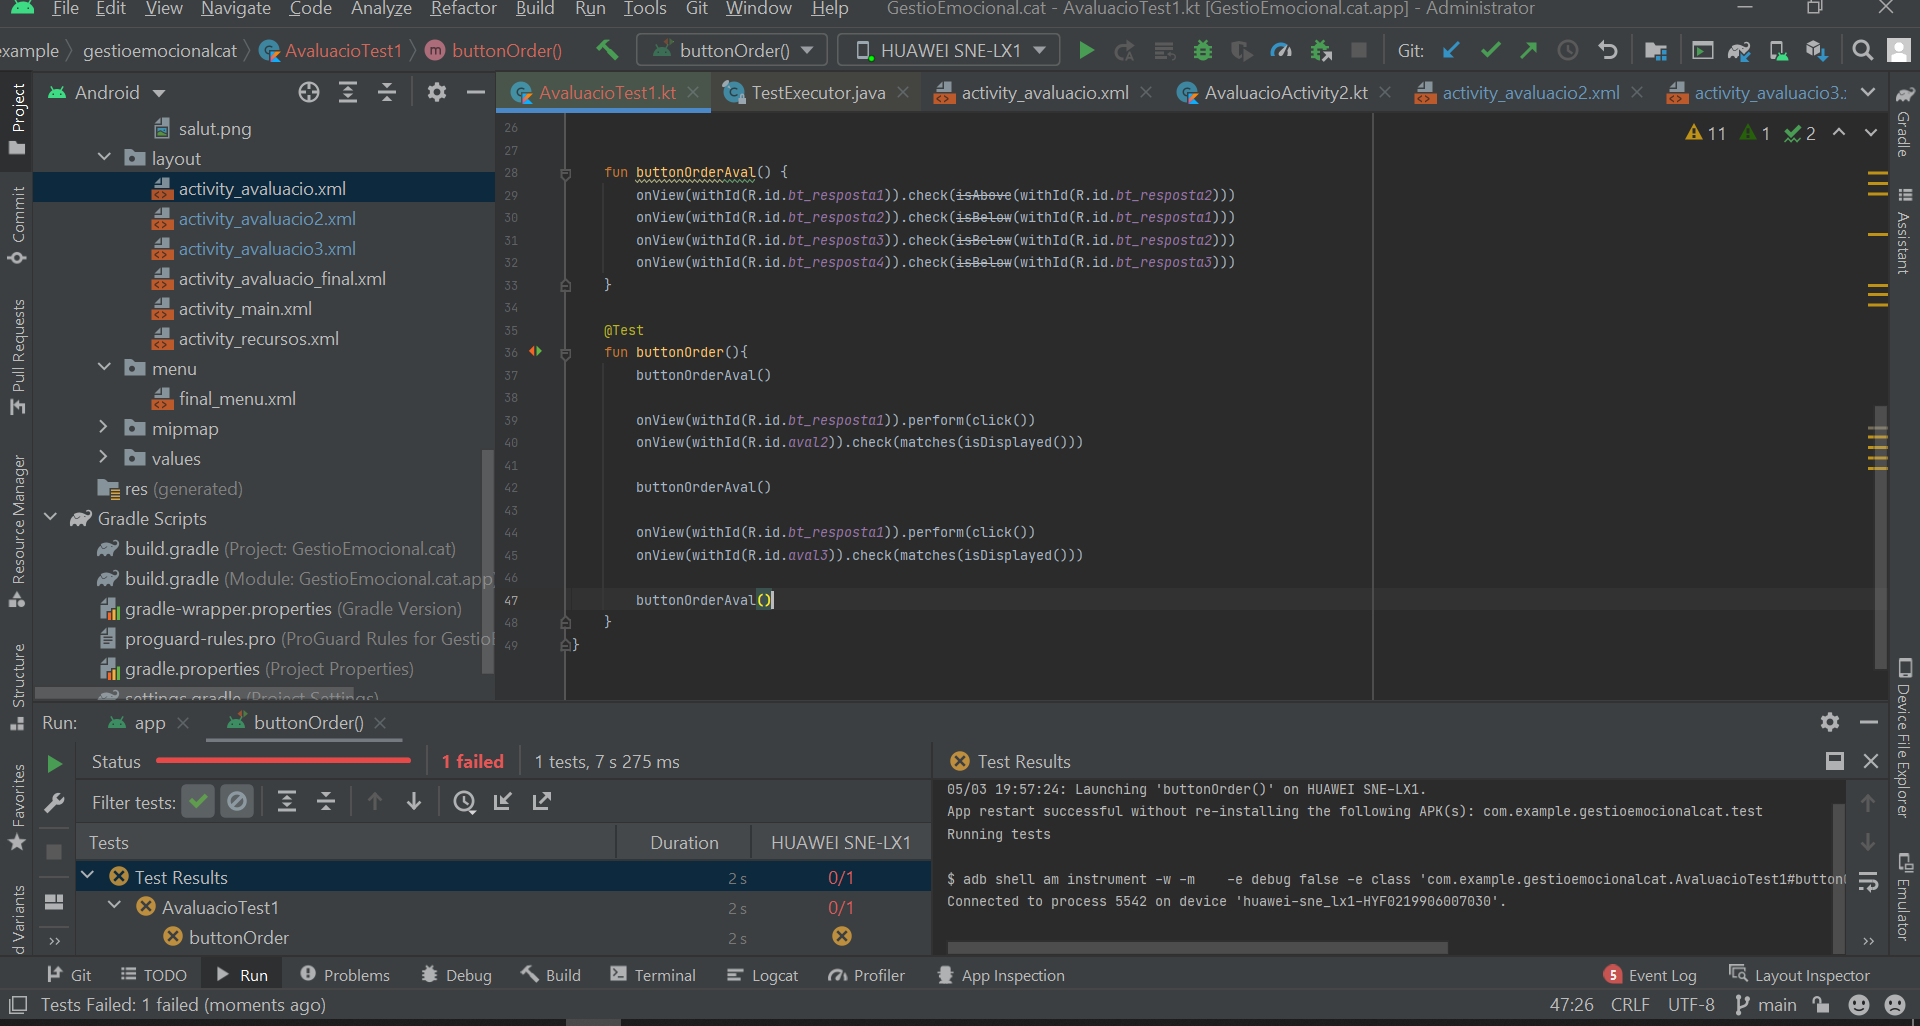 File Edit View Navigate Code Analyze Refactor Build Run Tools Git Window Help GestioEmocional.cat - AvaluacioTest1.kt [GestioEmocional.cat.app] - Administrator
example gestioemocionalcat AvaluacioTest1 buttonOrder() buttonOrder() HUAWEI SNE-LX1 Git:
Project
Commit
Pull Requests
Resource Manager
Structure
Favorites
d Variants
Android
salut.png
layout
activity_avaluacio.xml
activity_avaluacio2.xml
activity_avaluacio3.xml
activity_avaluacio_final.xml
activity_main.xml
activity_recursos.xml
menu
final_menu.xml
mipmap
values
res (generated)
Gradle Scripts
build.gradle (Project: GestioEmocional.cat)
build.gradle (Module: GestioEmocional.cat.app
gradle-wrapper.properties (Gradle Version)
proguard-rules.pro (ProGuard Rules for Gestio
gradle.properties (Project Properties)
settings.gradle (Project Settings)
AvaluacioTest1.kt TestExecutor.java activity_avaluacio.xml AvaluacioActivity2.kt activity_avaluacio2.xml activity_avaluacio3.
11 1 2
26
27
28 fun buttonOrderAval() {
29 onView(withId(R.id.bt_resposta1)).check(isAbove(withId(R.id.bt_resposta2)))
30 onView(withId(R.id.bt_resposta2)).check(isBelow(withId(R.id.bt_resposta1)))
31 onView(withId(R.id.bt_resposta3)).check(isBelow(withId(R.id.bt_resposta2)))
32 onView(withId(R.id.bt_resposta4)).check(isBelow(withId(R.id.bt_resposta3)))
33 }
34
35 @Test
36 fun buttonOrder(){
37 buttonOrderAval()
38
39 onView(withId(R.id.bt_resposta1)).perform(click())
40 onView(withId(R.id.aval2)).check(matches(isDisplayed()))
41
42 buttonOrderAval()
43
44 onView(withId(R.id.bt_resposta1)).perform(click())
45 onView(withId(R.id.aval3)).check(matches(isDisplayed()))
46
47 buttonOrderAval()
48 }
49 }
Gradle
Assistant
Device File Explorer
Emulator
Run: app buttonOrder()
Status 1 failed 1 tests, 7 s 275 ms
Filter tests:
Tests Duration HUAWEI SNE-LX1
Test Results 2 s 0/1
AvaluacioTest1 2 s 0/1
buttonOrder 2 s
Test Results
05/03 19:57:24: Launching 'buttonOrder()' on HUAWEI SNE-LX1.
App restart successful without re-installing the following APK(s): com.example.gestioemocionalcat.test
Running tests
$ adb shell am instrument -w -m -e debug false -e class 'com.example.gestioemocionalcat.AvaluacioTest1#button
Connected to process 5542 on device 'huawei-sne_lx1-HYF0219906007030'.
Git TODO Run Problems Debug Build Terminal Logcat Profiler App Inspection 5 Event Log Layout Inspector
Tests Failed: 1 failed (moments ago) 47:26 CRLF UTF-8 main